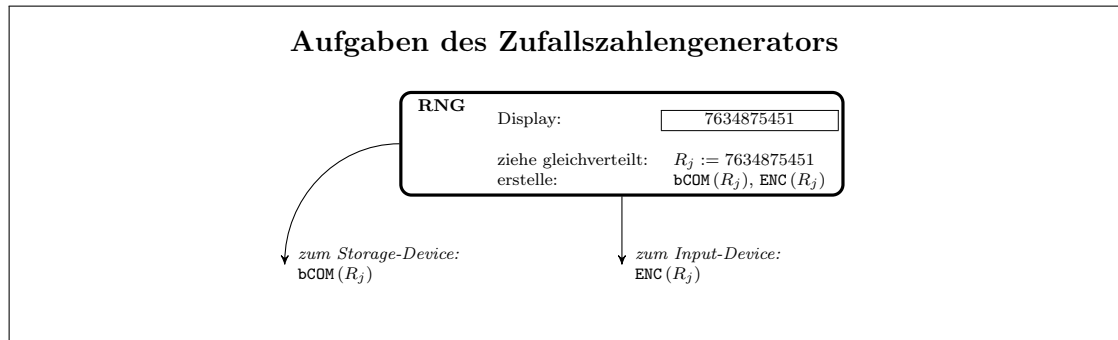 Aufgaben des Zufallszahlengenerators
RNG
Display: 7634875451
ziehe gleichverteilt: R_j := 7634875451
erstelle: bCOM(R_j), ENC(R_j)
zum Storage-Device:
bCOM(R_j)
zum Input-Device:
ENC(R_j)